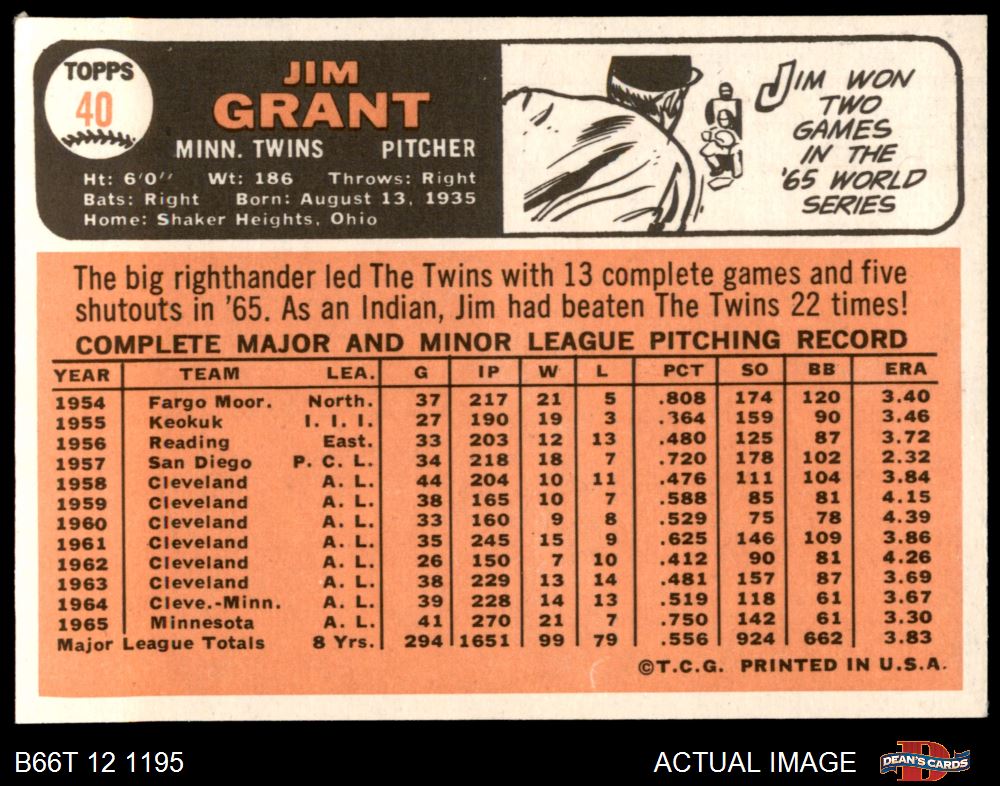 TOPPS
40
JIM
GRANT
MINN. TWINS PITCHER
Ht: 6'0" Wt: 186 Throws: Right
Bats: Right Born: August 13, 1935
Home: Shaker Heights, Ohio
JIM WON
TWO
GAMES
IN THE
'65 WORLD
SERIES
The big righthander led The Twins with 13 complete games and five
shutouts in '65. As an Indian, Jim had beaten The Twins 22 times!
COMPLETE MAJOR AND MINOR LEAGUE PITCHING RECORD
YEAR TEAM LEA. G IP W L PCT SO BB ERA
1954 Fargo Moor. North. 37 217 21 5 .808 174 120 3.40
1955 Keokuk I. I. I. 27 190 19 3 .364 159 90 3.46
1956 Reading East. 33 203 12 13 .480 125 87 3.72
1957 San Diego P. C. L. 34 218 18 7 .720 178 102 2.32
1958 Cleveland A. L. 44 204 10 11 .476 111 104 3.84
1959 Cleveland A. L. 38 165 10 7 .588 85 81 4.15
1960 Cleveland A. L. 33 160 9 8 .529 75 78 4.39
1961 Cleveland A. L. 35 245 15 9 .625 146 109 3.86
1962 Cleveland A. L. 26 150 7 10 .412 90 81 4.26
1963 Cleveland A. L. 38 229 13 14 .481 157 87 3.69
1964 Cleve.-Minn. A. L. 39 228 14 13 .519 118 61 3.67
1965 Minnesota A. L. 41 270 21 7 .750 142 61 3.30
Major League Totals 8 Yrs. 294 1651 99 79 .556 924 662 3.83
©T.C.G. PRINTED IN U.S.A.
B66T 12 1195
ACTUAL IMAGE
D
DEAN'S CARDS